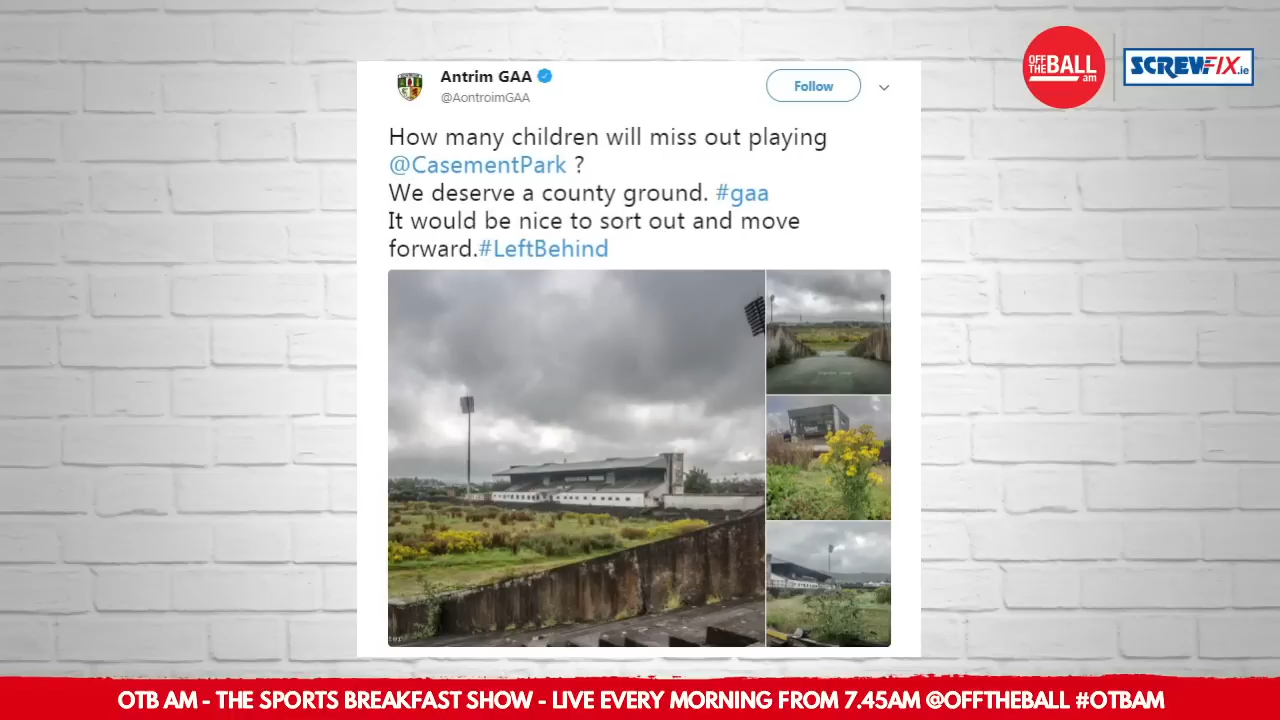 OFF
THE BALL
am
SCREWFIX.ie
Antrim GAA
@AontroimGAA
Follow
How many children will miss out playing
@CasementPark ?
We deserve a county ground. #gaa
It would be nice to sort out and move
forward.#LeftBehind
OTB AM - THE SPORTS BREAKFAST SHOW - LIVE EVERY MORNING FROM 7.45AM @OFFTHEBALL #OTBAM